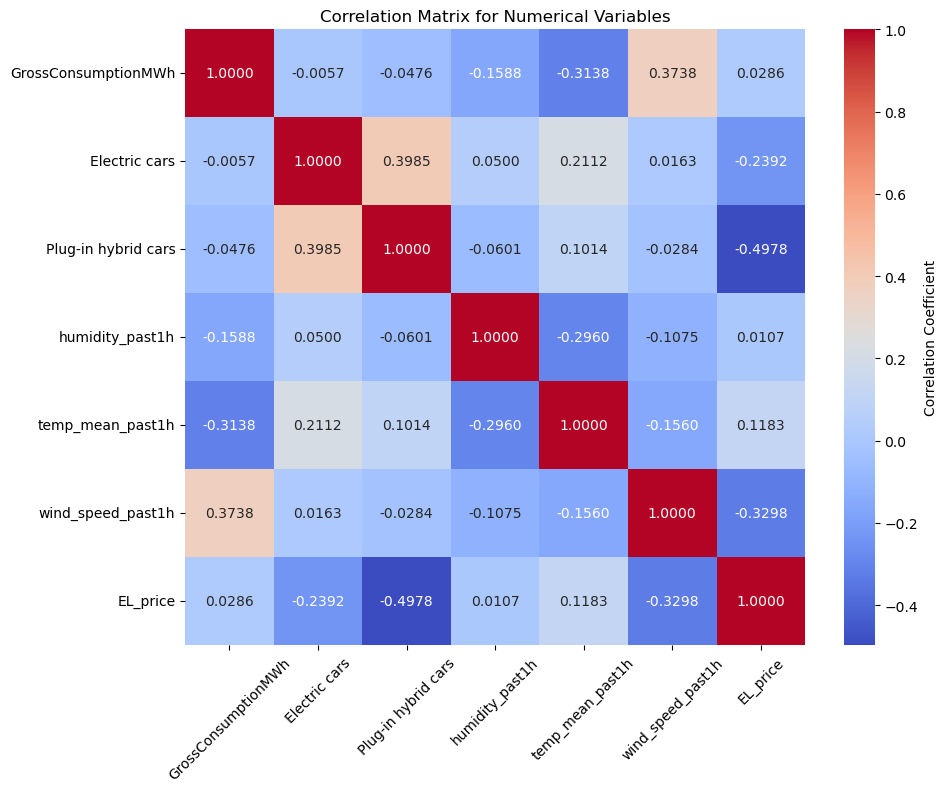 Correlation Matrix for Numerical Variables
GrossConsumptionMWh 1.0000 -0.0057 -0.0476 -0.1588 -0.3138 0.3738 0.0286
Electric cars -0.0057 1.0000 0.3985 0.0500 0.2112 0.0163 -0.2392
Plug-in hybrid cars -0.0476 0.3985 1.0000 -0.0601 0.1014 -0.0284 -0.4978
humidity_past1h -0.1588 0.0500 -0.0601 1.0000 -0.2960 -0.1075 0.0107
temp_mean_past1h -0.3138 0.2112 0.1014 -0.2960 1.0000 -0.1560 0.1183
wind_speed_past1h 0.3738 0.0163 -0.0284 -0.1075 -0.1560 1.0000 -0.3298
EL_price 0.0286 -0.2392 -0.4978 0.0107 0.1183 -0.3298 1.0000
GrossConsumptionMWh
Electric cars
Plug-in hybrid cars
humidity_past1h
temp_mean_past1h
wind_speed_past1h
EL_price
1.0
0.8
0.6
0.4
0.2
0.0
−0.2
−0.4
Correlation Coefficient